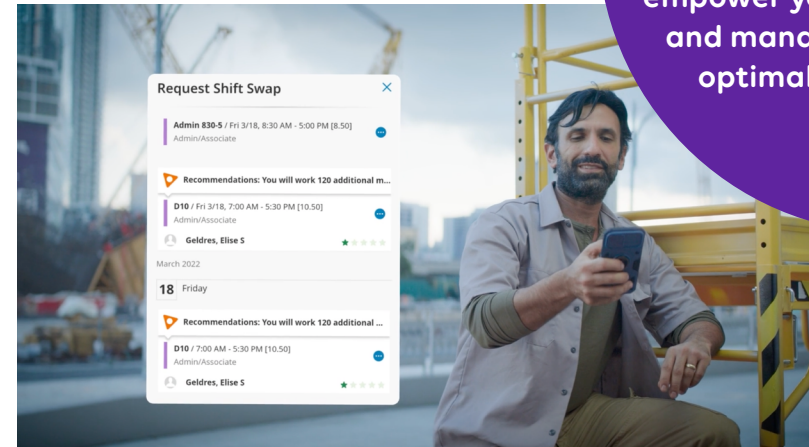 empower
and
optimal
Request Shift Swap
Admin 830-5 / Fri 3/18, 8:30 AM - 5:00 PM [8.50]
Admin/Associate
Recommendations: You will work 120 additional m...
D10 / Fri 3/18, 7:00 AM - 5:30 PM [10.50]
Admin/Associate
Geldres, Elise S
March 2022
18 Friday
Recommendations: You will work 120 additional ...
D10 / 7:00 AM - 5:30 PM [10.50]
Admin/Associate
Geldres, Elise S